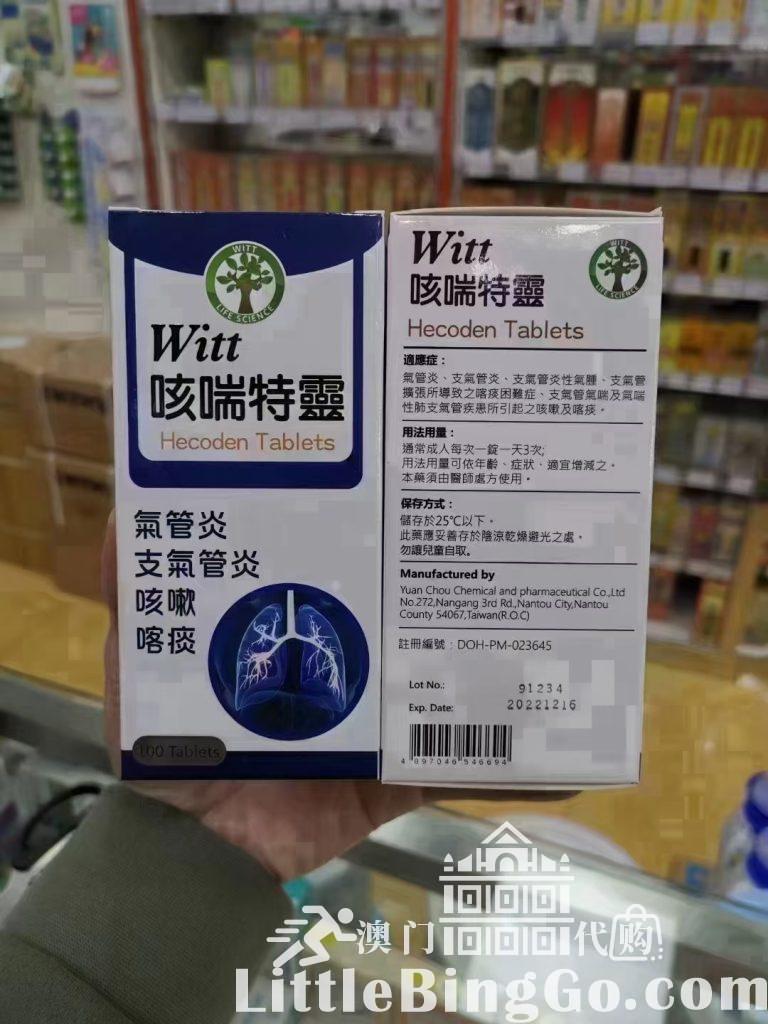 WITT
LIFE SCIENCE
Witt
咳喘特靈
Hecoden Tablets
氣管炎
支氣管炎
咳嗽
喀痰
100 Tablets
Witt
咳喘特靈
Hecoden Tablets
WITT
LIFE SCIENCE
適應症：
氣管炎、支氣管炎、支氣管炎性氣腫、支氣管
擴張所導致之喀痰困難症、支氣管氣喘及氣喘
性肺支氣管疾患所引起之咳嗽及喀痰。
用法用量：
通常成人每次一錠一天3次;
用法用量可依年齡、症狀、適宜增減之。
本藥須由醫師處方使用。
保存方式：
儲存於25℃以下。
此藥應妥善存於陰涼乾燥避光之處。
勿讓兒童自取。
Manufactured by
Yuan Chou Chemical and pharmaceutical Co.,Ltd
No.272,Nangang 3rd Rd.,Nantou City,Nantou
County 54067,Taiwan(R.O.C)
註冊編號：DOH-PM-023645
Lot No.: 91234
Exp. Date: 20221216
4 897046 546694
澳门代购
LittleBingGo.com